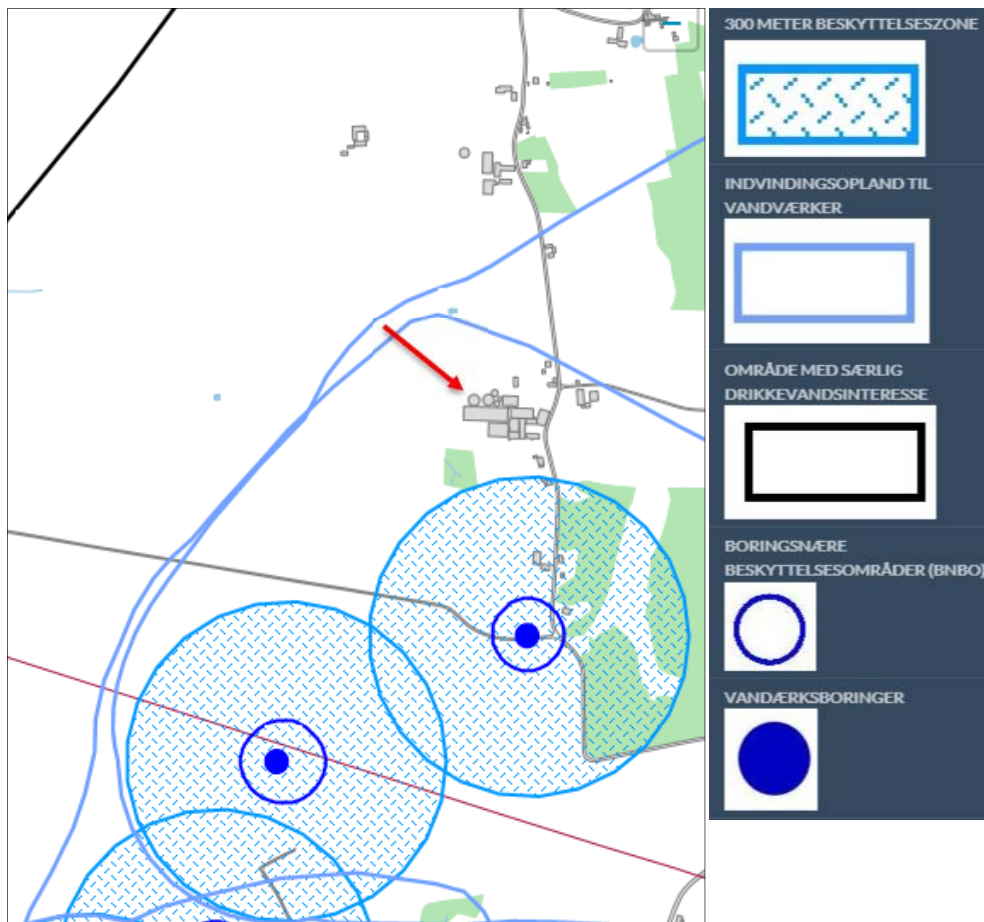 300 METER BESKYTTELSESZONE
INDVINDINGSOPLAND TIL
VANDVÆRKER
OMRÅDE MED SÆRLIG
DRIKKEVANDSINTERESSE
BORINGSNÆRE
BESKYTTELSESOMRÅDER (BNBO)
VANDÆRKSBORINGER